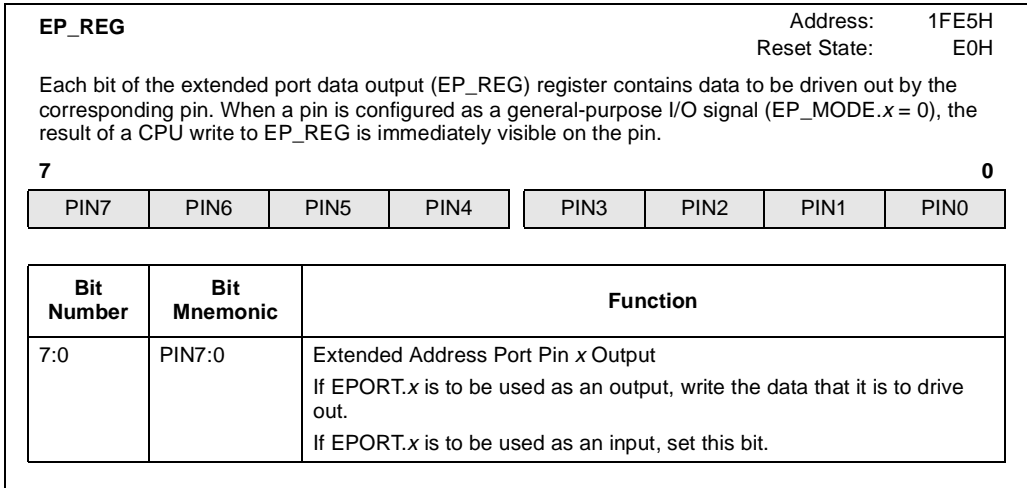 EP_REG Address: 1FE5H
Reset State: E0H
Each bit of the extended port data output (EP_REG) register contains data to be driven out by the
corresponding pin. When a pin is configured as a general-purpose I/O signal (EP_MODE.x = 0), the
result of a CPU write to EP_REG is immediately visible on the pin.
7 0
PIN7 PIN6 PIN5 PIN4 PIN3 PIN2 PIN1 PIN0
Bit Number Bit Mnemonic Function
7:0 PIN7:0 Extended Address Port Pin x Output
If EPORT.x is to be used as an output, write the data that it is to drive
out.
If EPORT.x is to be used as an input, set this bit.